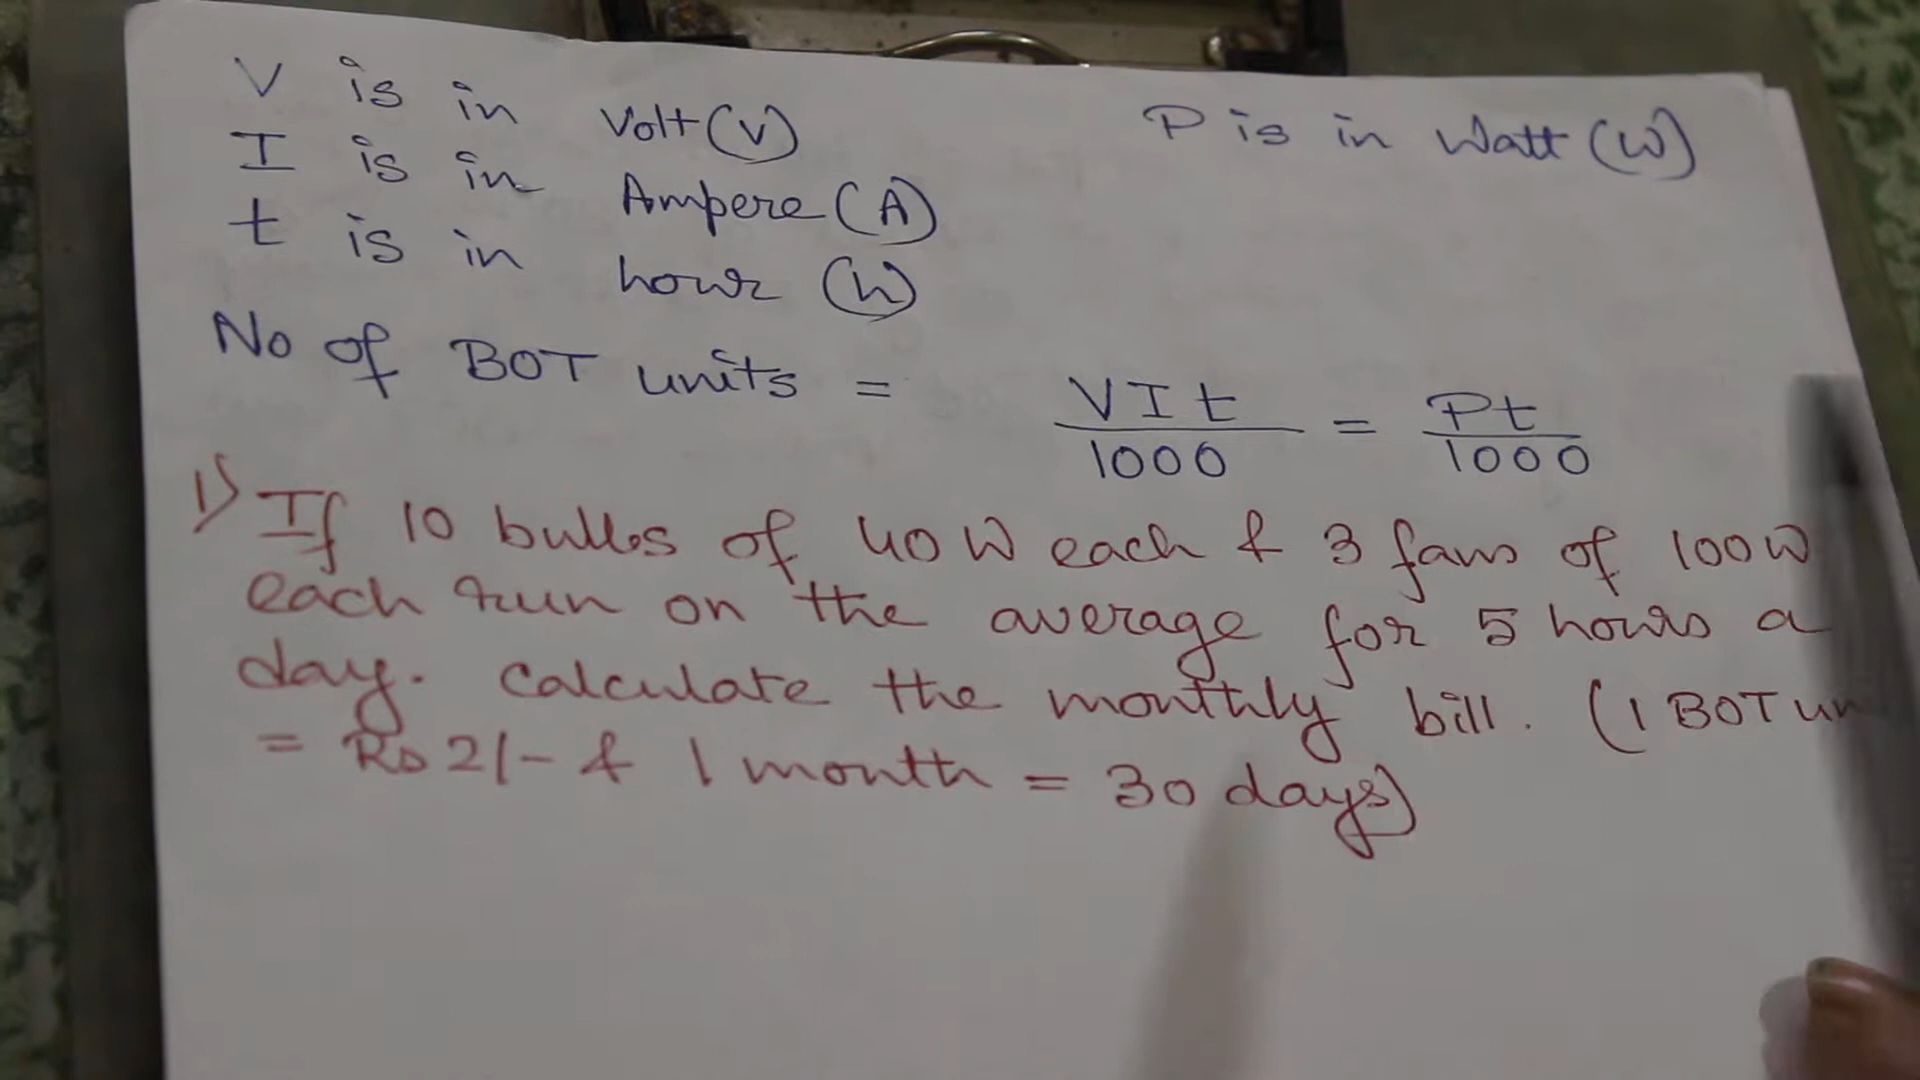 V is in Volt (V)
P is in Watt (W)
I is in Ampere (A)
t is in hour (h)
No of BOT units = VIt/1000 = Pt/1000
1) If 10 bulbs of 40 W each & 3 fans of 100 W
each run on the average for 5 hours a
day. Calculate the monthly bill. (1 BOT un
= Rs 2/- & 1 month = 30 days)